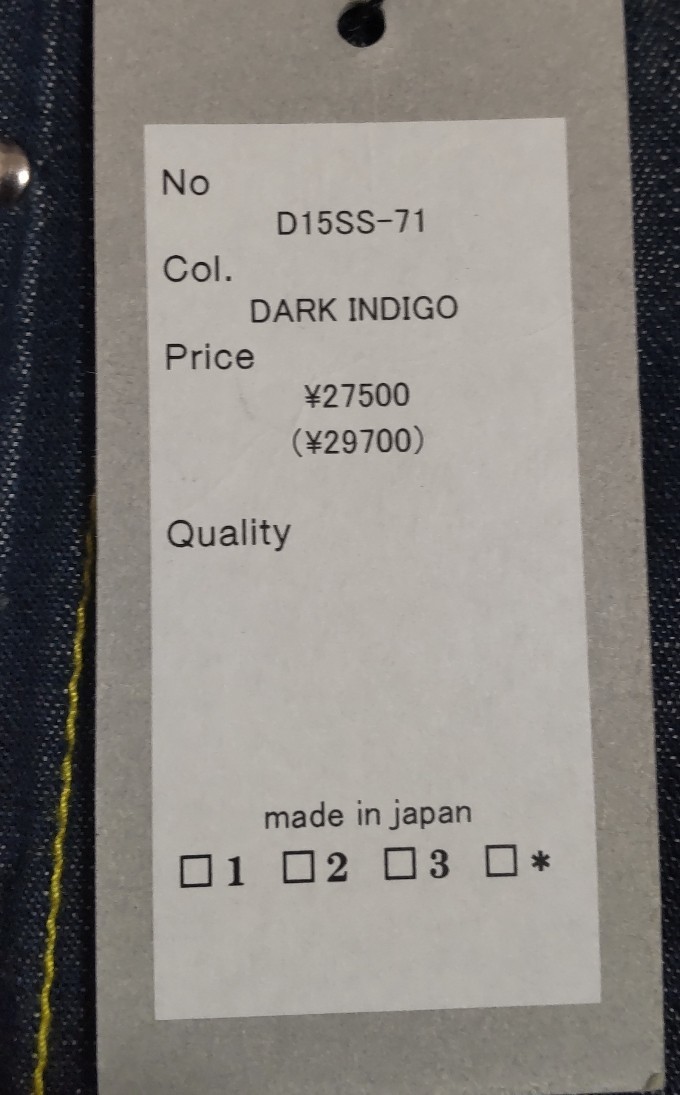 No
D15SS-71
Col.
DARK INDIGO
Price
¥27500
(¥29700)
Quality
made in japan
□1 □2 □3 □*